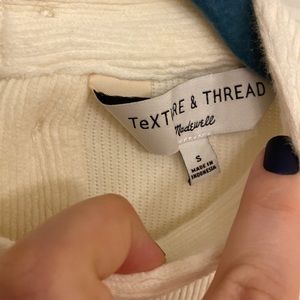 TeXTURE & THREAD
Madewell
S
MADE IN
INDONESIA